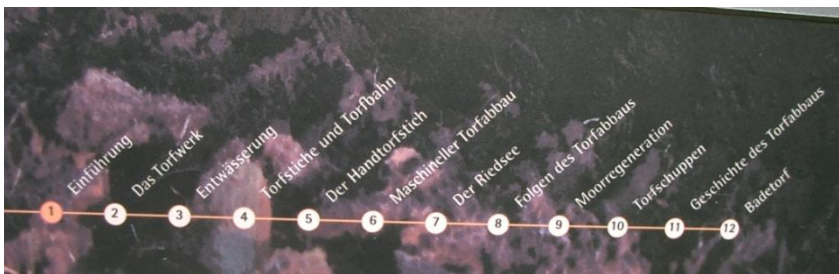 1 Einführung
2 Das Torfwerk
3 Entwässerung
4 Torfstiche und Torfbahn
5 Der Handtorfstich
6 Maschineller Torfabbau
7 Der Riedsee
8 Folgen des Torfabbaus
9 Moorregeneration
10 Torfschuppen
11 Geschichte des Torfabbaus
12 Badetorf